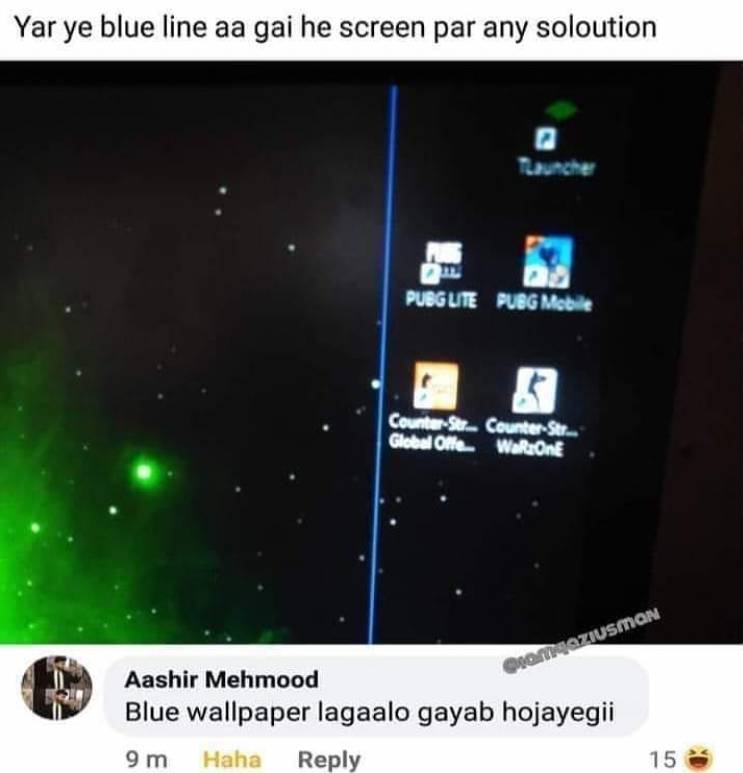 Yar ye blue line aa gai he screen par any soloution
TLauncher
PUBG LITE PUBG Mobile
Counter-Str... Counter-Str...
Global Offe... WaRzOnE
@iamqaziusman
Aashir Mehmood
Blue wallpaper lagaalo gayab hojayegii
9 m Haha Reply 15